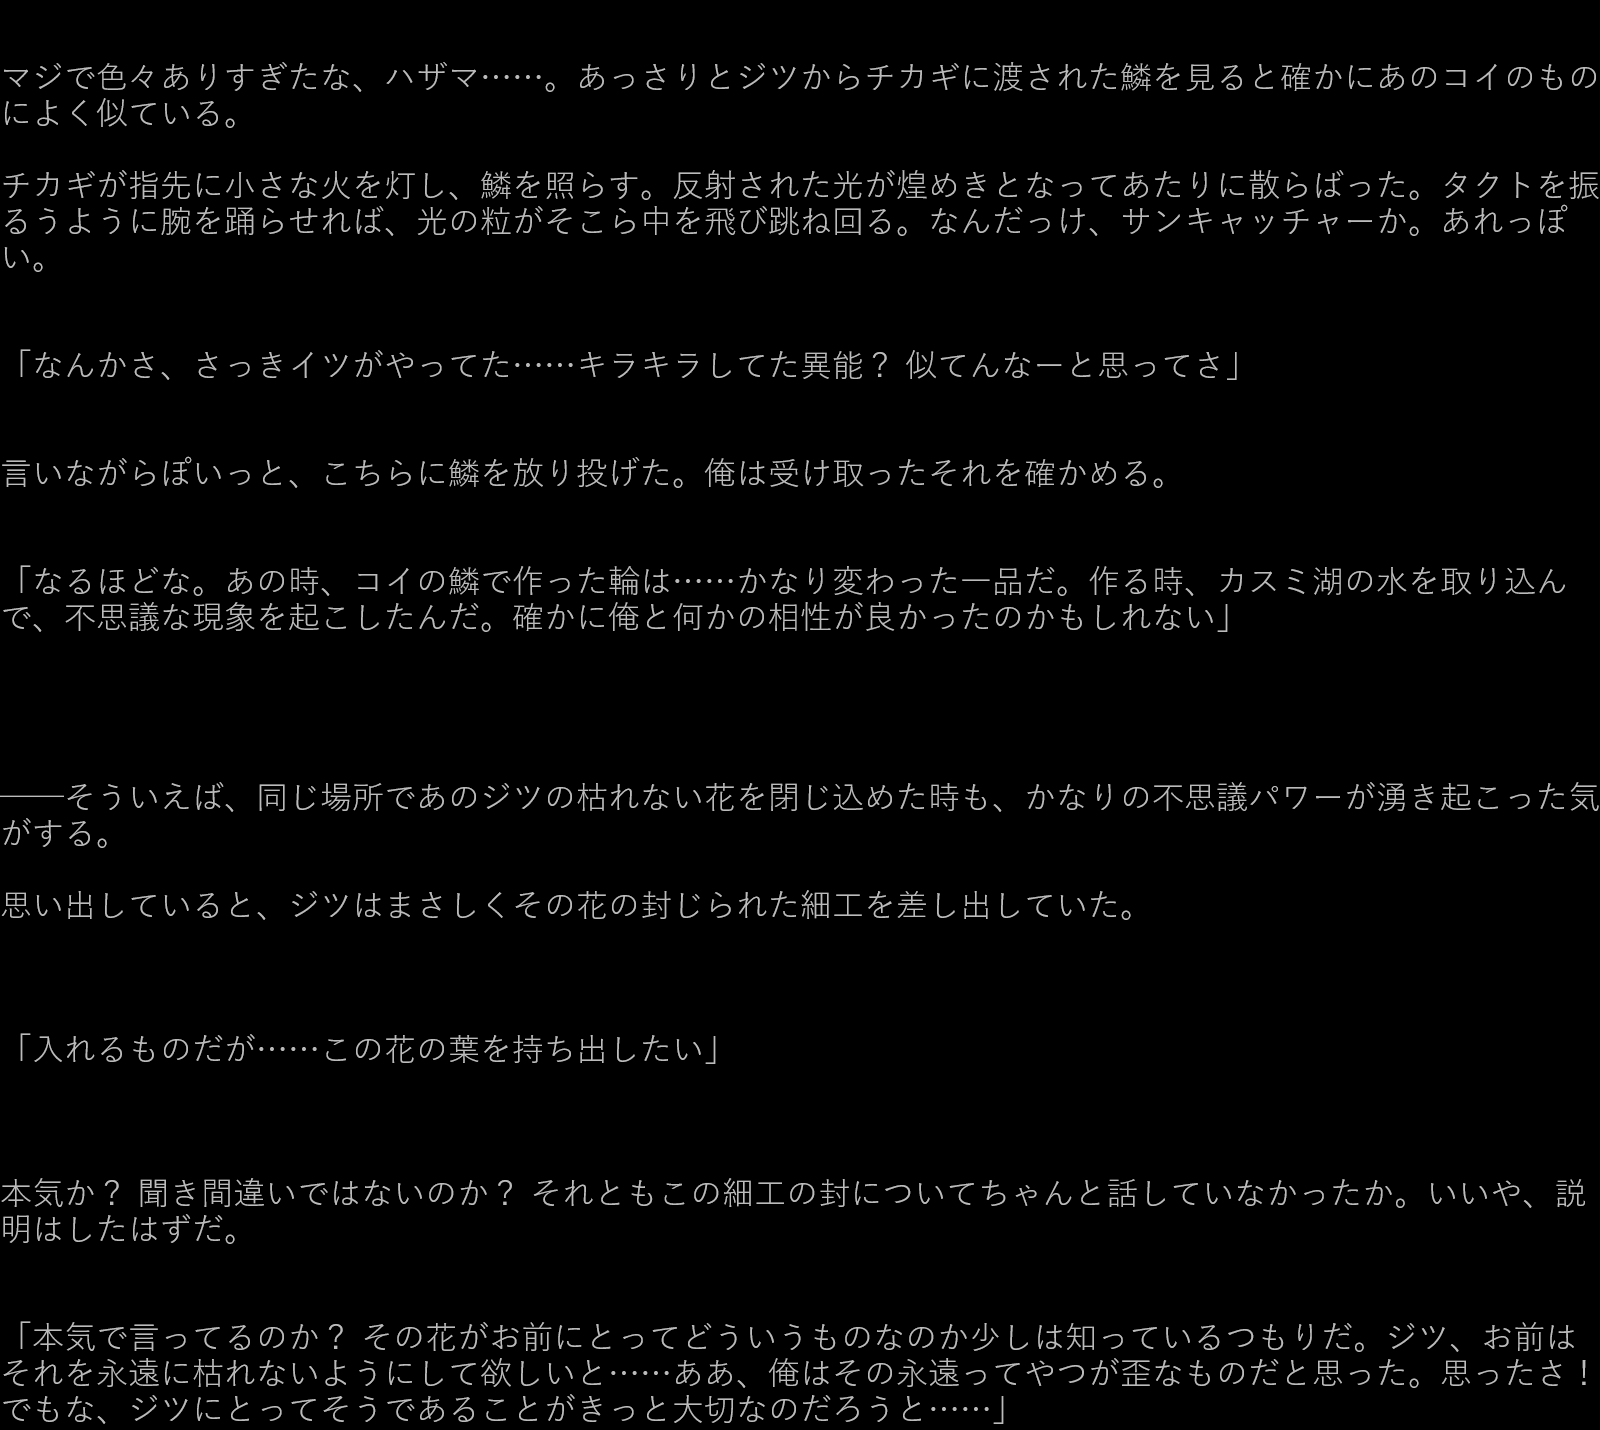 マジで色々ありすぎたな、ハザマ……。あっさりとジツからチカギに渡された鱗を見ると確かにあのコイのもの
によく似ている。
チカギが指先に小さな火を灯し、鱗を照らす。反射された光が煌めきとなってあたりに散らばった。タクトを振
るうように腕を踊らせれば、光の粒がそこら中を飛び跳ね回る。なんだっけ、サンキャッチャーか。あれっぽ
い。
「なんかさ、さっきイツがやってた……キラキラしてた異能？ 似てんなーと思ってさ」
言いながらぽいっと、こちらに鱗を放り投げた。俺は受け取ったそれを確かめる。
「なるほどな。あの時、コイの鱗で作った輪は……かなり変わった一品だ。作る時、カスミ湖の水を取り込ん
で、不思議な現象を起こしたんだ。確かに俺と何かの相性が良かったのかもしれない」
――そういえば、同じ場所であのジツの枯れない花を閉じ込めた時も、かなりの不思議パワーが湧き起こった気
がする。
思い出していると、ジツはまさしくその花の封じられた細工を差し出していた。
「入れるものだが……この花の葉を持ち出したい」
本気か？ 聞き間違いではないのか？ それともこの細工の封についてちゃんと話していなかったか。いいや、説
明はしたはずだ。
「本気で言ってるのか？ その花がお前にとってどういうものなのか少しは知っているつもりだ。ジツ、お前は
それを永遠に枯れないようにして欲しいと……ああ、俺はその永遠ってやつが歪なものだと思った。思ったさ！
でもな、ジツにとってそうであることがきっと大切なのだろうと……」